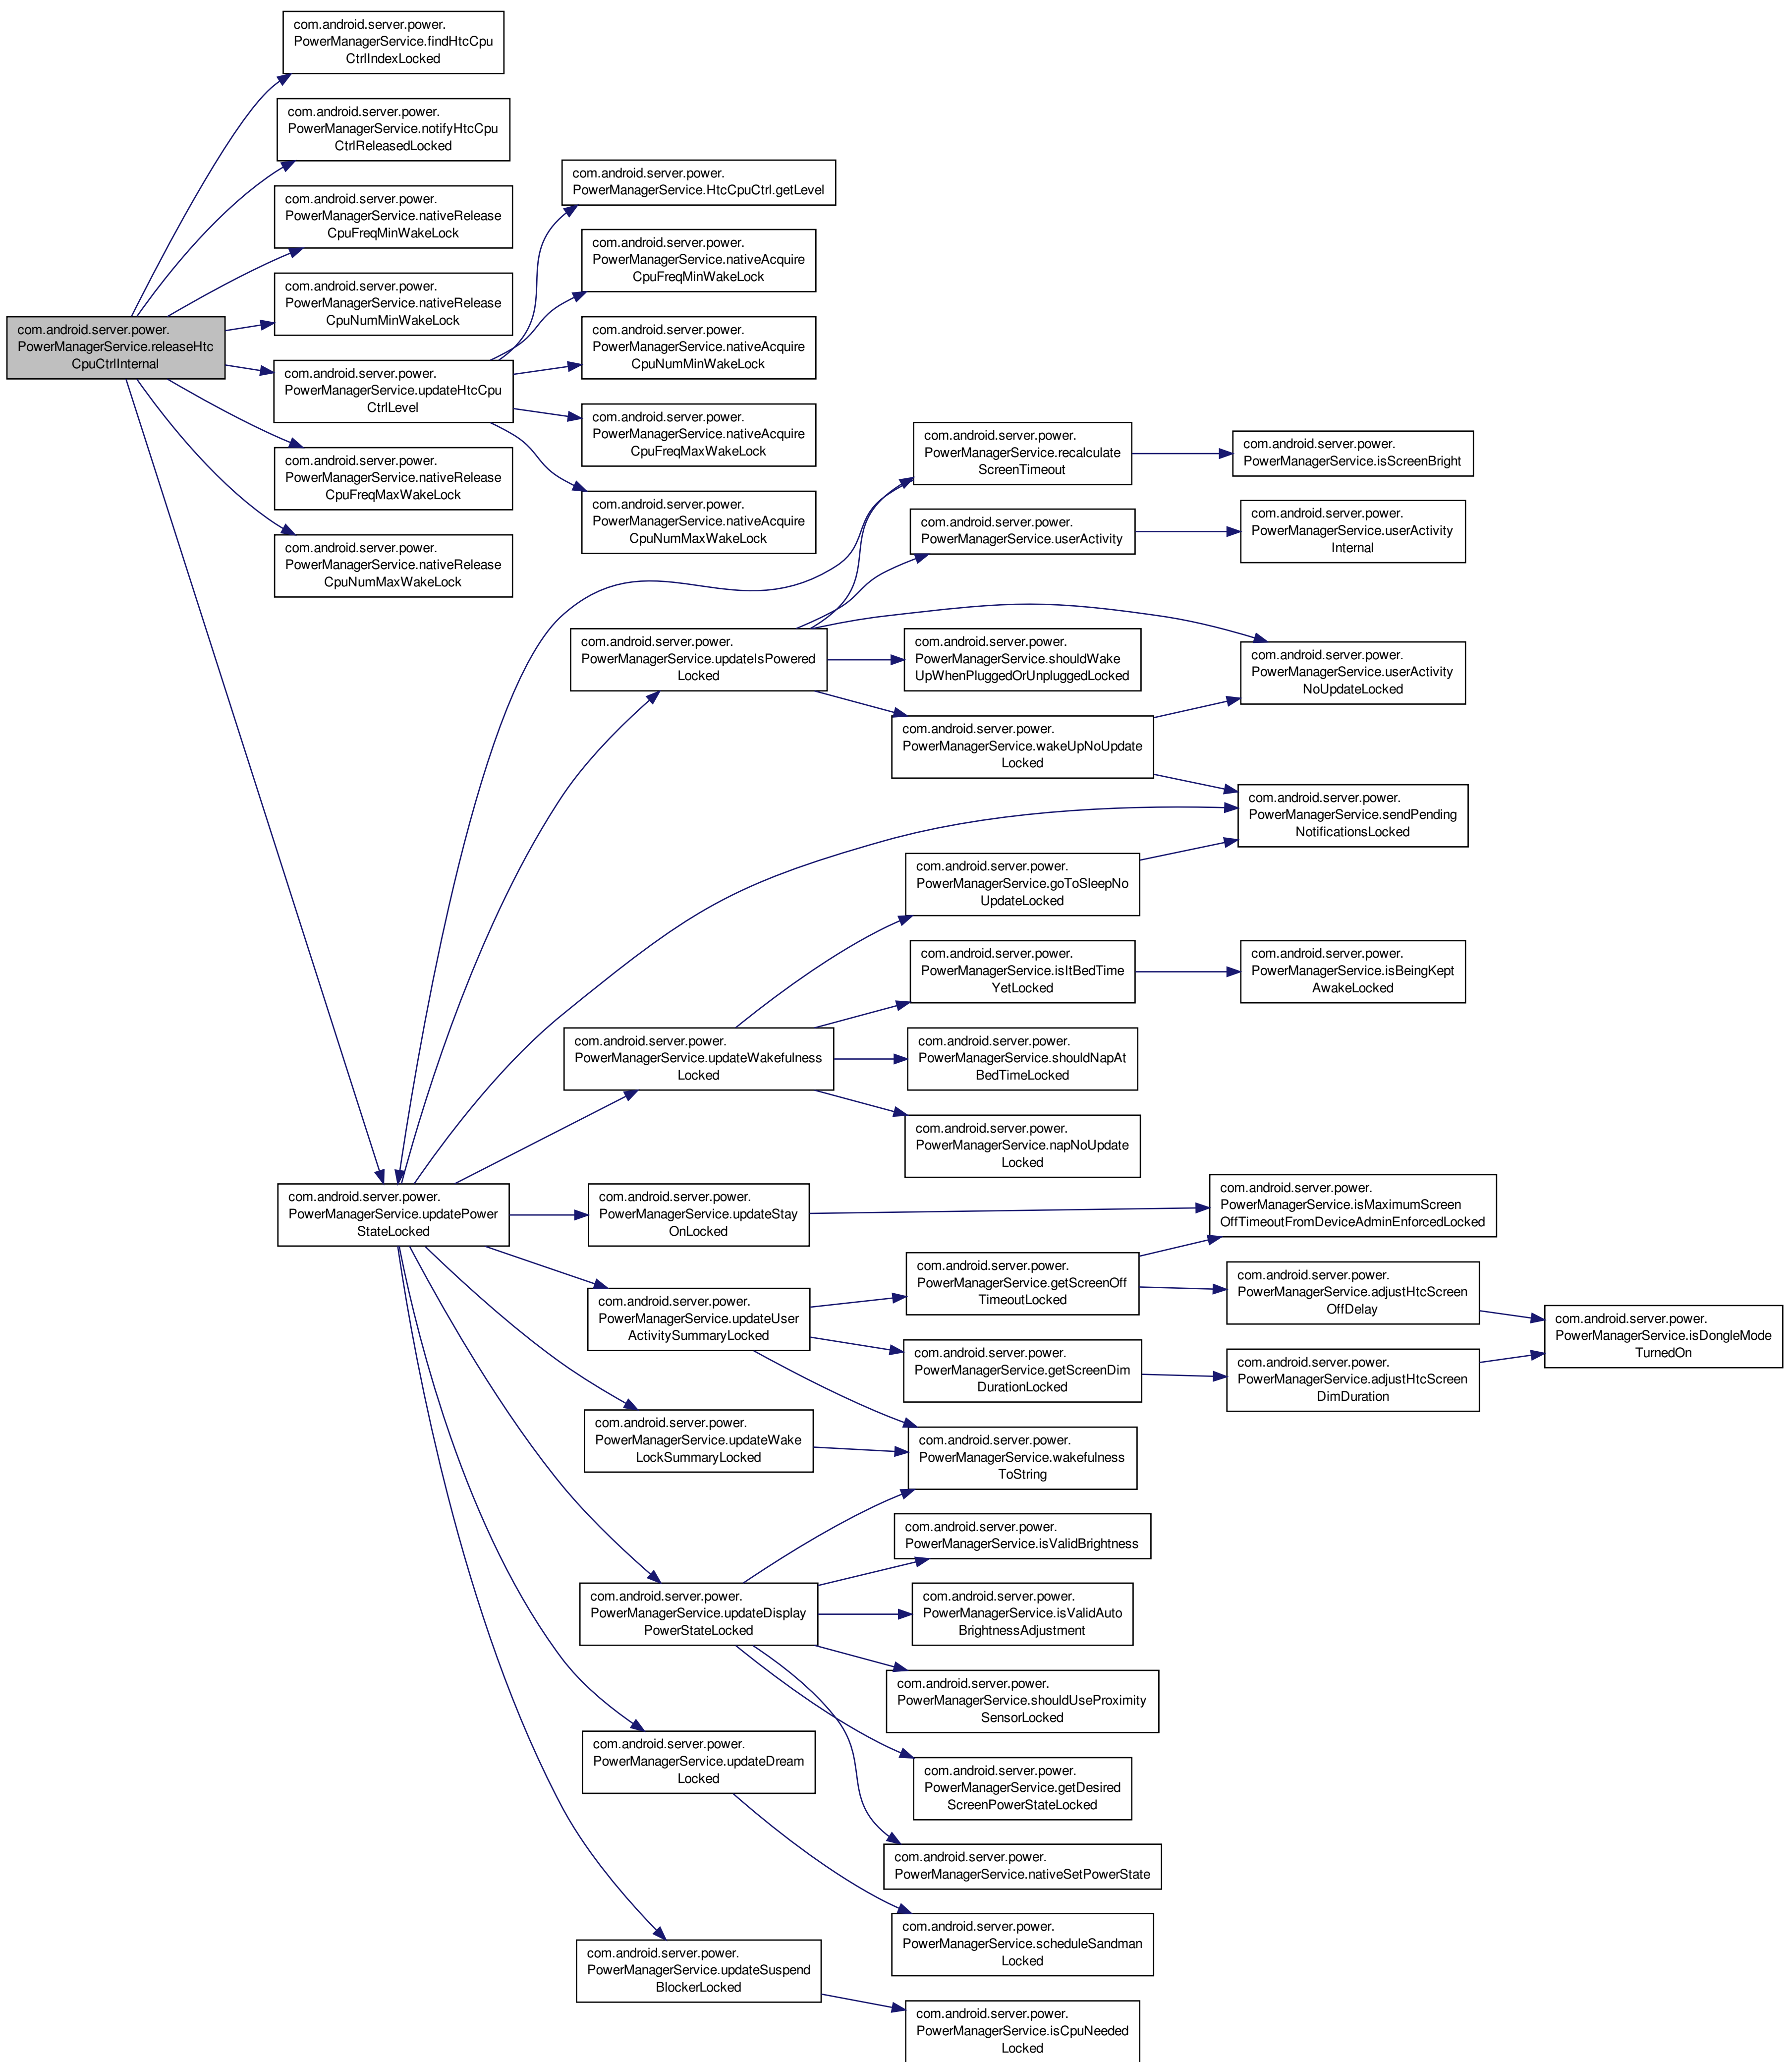 com.android.server.power.
PowerManagerService.findHtcCpu
CtrlIndexLocked
com.android.server.power.
PowerManagerService.notifyHtcCpu
CtrlReleasedLocked
com.android.server.power.
PowerManagerService.nativeRelease
CpuFreqMinWakeLock
com.android.server.power.
PowerManagerService.nativeRelease
CpuNumMinWakeLock
com.android.server.power.
PowerManagerService.releaseHtc
CpuCtrlInternal
com.android.server.power.
PowerManagerService.updateHtcCpu
CtrlLevel
com.android.server.power.
PowerManagerService.nativeRelease
CpuFreqMaxWakeLock
com.android.server.power.
PowerManagerService.nativeRelease
CpuNumMaxWakeLock
com.android.server.power.
PowerManagerService.HtcCpuCtrl.getLevel
com.android.server.power.
PowerManagerService.nativeAcquire
CpuFreqMinWakeLock
com.android.server.power.
PowerManagerService.nativeAcquire
CpuNumMinWakeLock
com.android.server.power.
PowerManagerService.nativeAcquire
CpuFreqMaxWakeLock
com.android.server.power.
PowerManagerService.nativeAcquire
CpuNumMaxWakeLock
com.android.server.power.
PowerManagerService.recalculate
ScreenTimeout
com.android.server.power.
PowerManagerService.isScreenBright
com.android.server.power.
PowerManagerService.userActivity
com.android.server.power.
PowerManagerService.userActivity
Internal
com.android.server.power.
PowerManagerService.updateIsPowered
Locked
com.android.server.power.
PowerManagerService.shouldWake
UpWhenPluggedOrUnpluggedLocked
com.android.server.power.
PowerManagerService.userActivity
NoUpdateLocked
com.android.server.power.
PowerManagerService.wakeUpNoUpdate
Locked
com.android.server.power.
PowerManagerService.sendPending
NotificationsLocked
com.android.server.power.
PowerManagerService.goToSleepNo
UpdateLocked
com.android.server.power.
PowerManagerService.isItBedTime
YetLocked
com.android.server.power.
PowerManagerService.isBeingKept
AwakeLocked
com.android.server.power.
PowerManagerService.updateWakefulness
Locked
com.android.server.power.
PowerManagerService.shouldNapAt
BedTimeLocked
com.android.server.power.
PowerManagerService.napNoUpdate
Locked
com.android.server.power.
PowerManagerService.updatePower
StateLocked
com.android.server.power.
PowerManagerService.updateStay
OnLocked
com.android.server.power.
PowerManagerService.isMaximumScreen
OffTimeoutFromDeviceAdminEnforcedLocked
com.android.server.power.
PowerManagerService.getScreenOff
TimeoutLocked
com.android.server.power.
PowerManagerService.adjustHtcScreen
OffDelay
com.android.server.power.
PowerManagerService.updateUser
ActivitySummaryLocked
com.android.server.power.
PowerManagerService.isDongleMode
TurnedOn
com.android.server.power.
PowerManagerService.getScreenDim
DurationLocked
com.android.server.power.
PowerManagerService.adjustHtcScreen
DimDuration
com.android.server.power.
PowerManagerService.updateWake
LockSummaryLocked
com.android.server.power.
PowerManagerService.wakefulness
ToString
com.android.server.power.
PowerManagerService.isValidBrightness
com.android.server.power.
PowerManagerService.updateDisplay
PowerStateLocked
com.android.server.power.
PowerManagerService.isValidAuto
BrightnessAdjustment
com.android.server.power.
PowerManagerService.shouldUseProximity
SensorLocked
com.android.server.power.
PowerManagerService.updateDream
Locked
com.android.server.power.
PowerManagerService.getDesired
ScreenPowerStateLocked
com.android.server.power.
PowerManagerService.nativeSetPowerState
com.android.server.power.
PowerManagerService.scheduleSandman
Locked
com.android.server.power.
PowerManagerService.updateSuspend
BlockerLocked
com.android.server.power.
PowerManagerService.isCpuNeeded
Locked